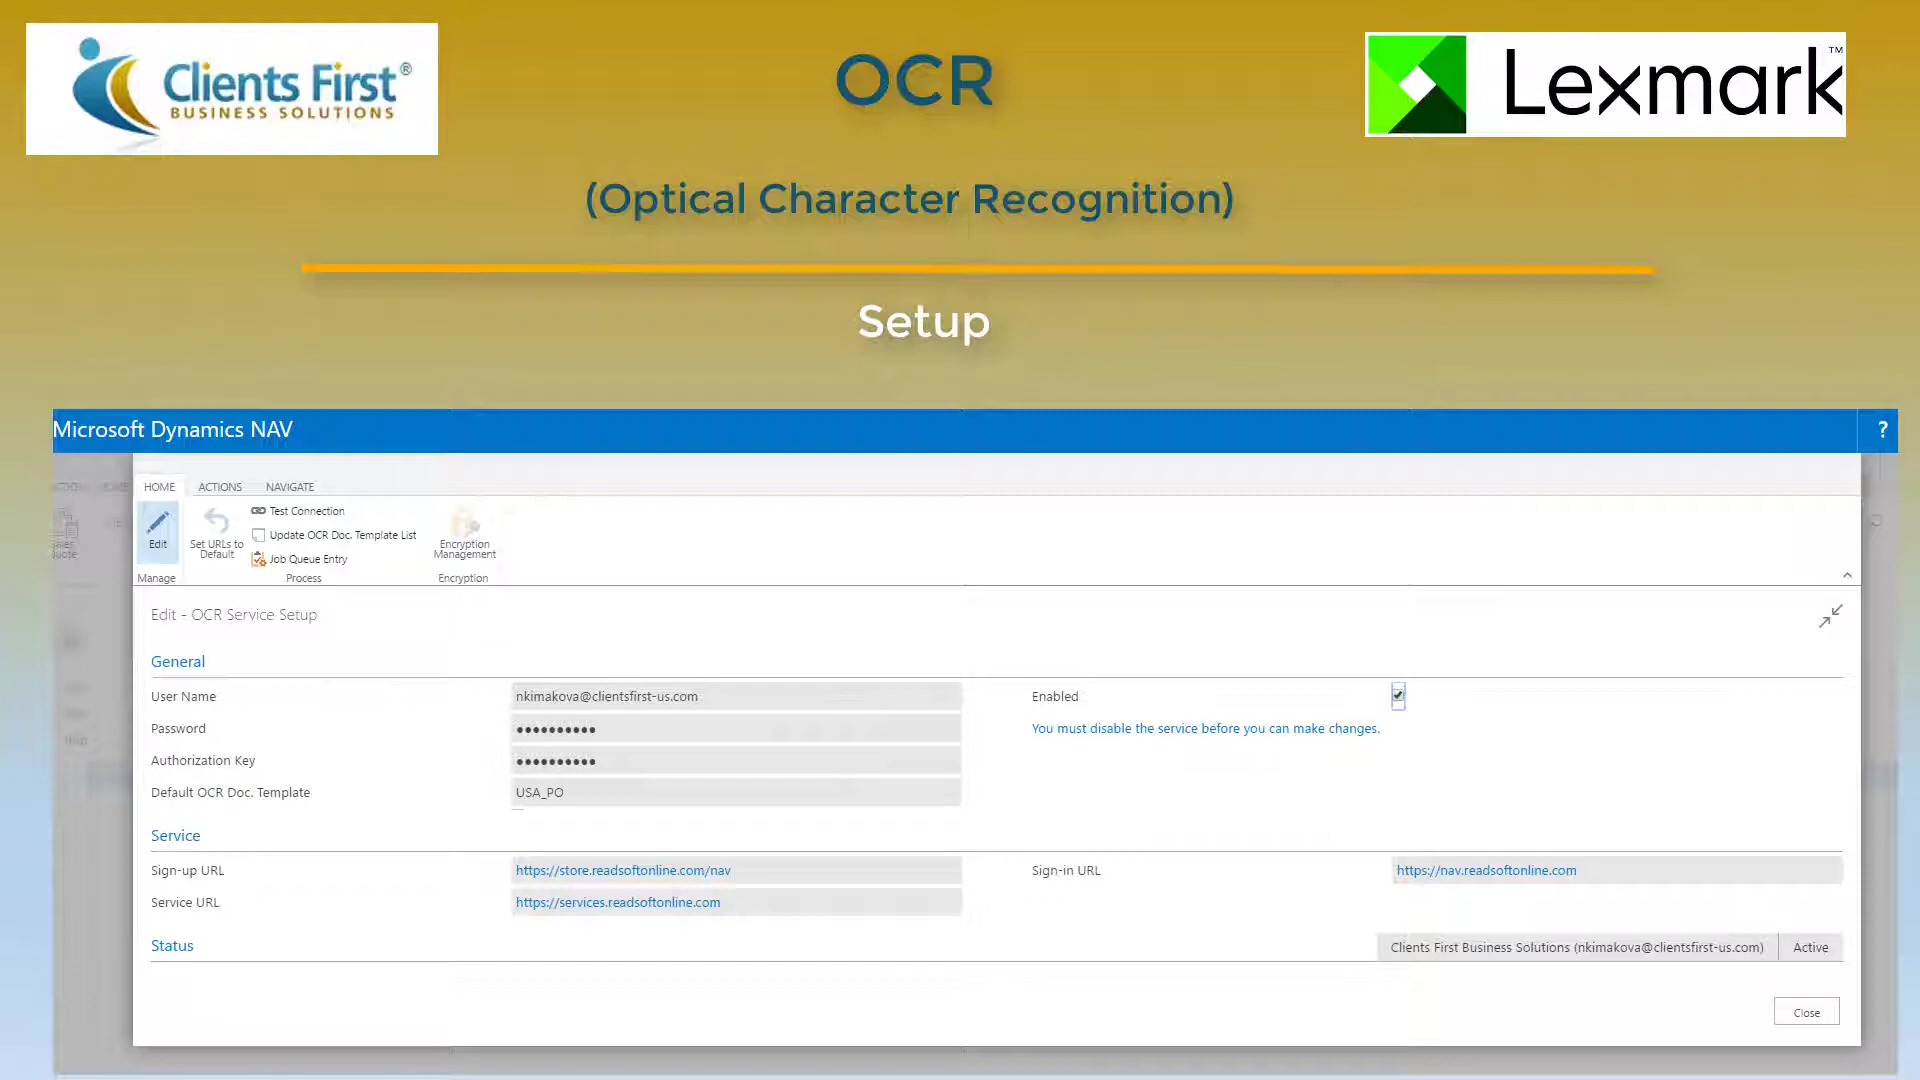 Clients First®
BUSINESS SOLUTIONS
OCR
Lexmark™
(Optical Character Recognition)
Setup
Microsoft Dynamics NAV
?
HOME ACTIONS NAVIGATE
Edit
Set URLs to
Default
Test Connection
Update OCR Doc. Template List
Job Queue Entry
Encryption
Management
Manage Process Encryption
Edit - OCR Service Setup
General
User Name nkimakova@clientsfirst-us.com Enabled
Password ●●●●●●●●●● You must disable the service before you can make changes.
Authorization Key ●●●●●●●●●●
Default OCR Doc. Template USA_PO
Service
Sign-up URL https://store.readsoftonline.com/nav Sign-in URL https://nav.readsoftonline.com
Service URL https://services.readsoftonline.com
Status Clients First Business Solutions (nkimakova@clientsfirst-us.com) Active
Close